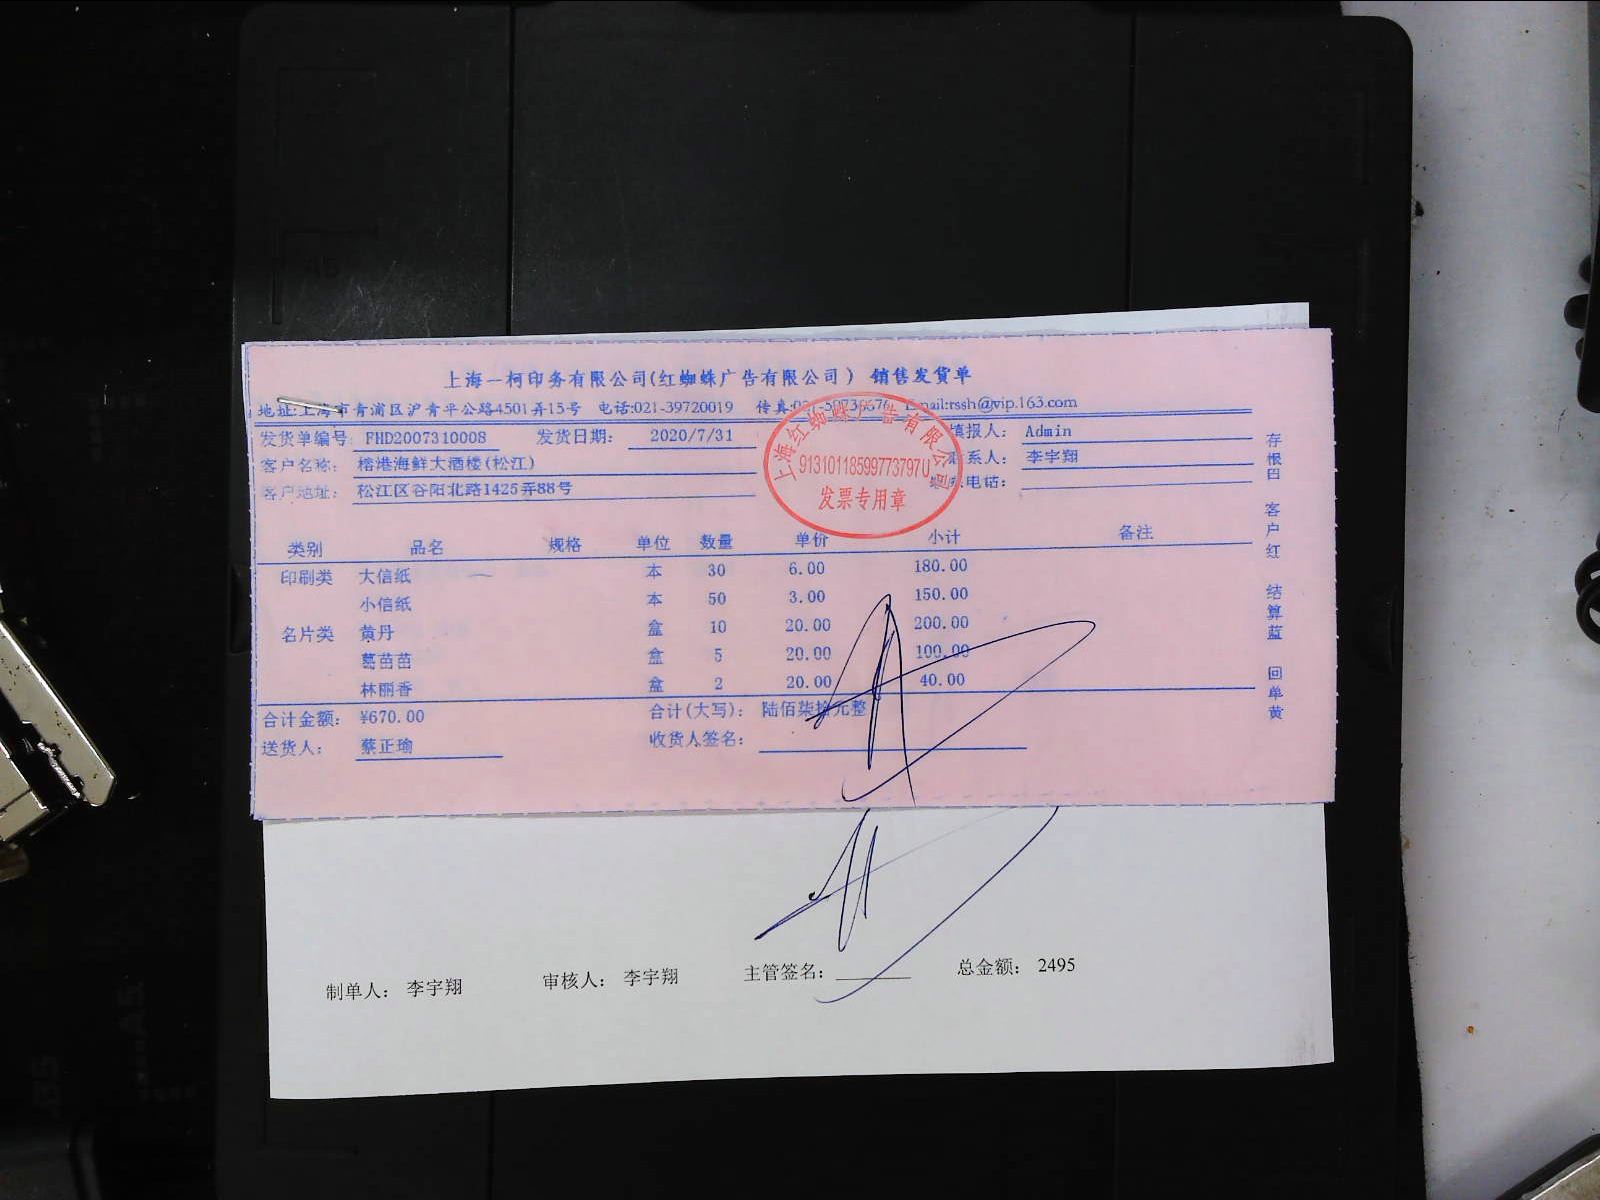 上海一柯印务有限公司(红蜘蛛广告有限公司) 销售发货单
地址:上海市青浦区沪青平公路4501弄15号 电话:021-39720019 传真: Email:rssh@vip.163.com
发货单编号 FHD2007310008 发货日期: 2020/7/31 填报人: Admin
客户名称: 榕港海鲜大酒楼(松江) 联系人: 李宇翔
客户地址: 松江区谷阳北路1425弄88号 电话:
上海红蜘蛛广告有限公司
91310118599773797U
发票专用章
类别 品名 规格 单位 数量 单价 小计 备注
印刷类 大信纸 本 30 6.00 180.00
小信纸 本 50 3.00 150.00
名片类 黄丹 盒 10 20.00 200.00
葛苗苗 盒 5 20.00 100.00
林丽香 盒 2 20.00 40.00
合计金额: ¥670.00 合计(大写): 陆佰柒拾元整
送货人: 蔡正瑜 收货人签名:
存根白 客户红 结算蓝 回单黄
制单人: 李宇翔 审核人: 李宇翔 主管签名: 总金额: 2495